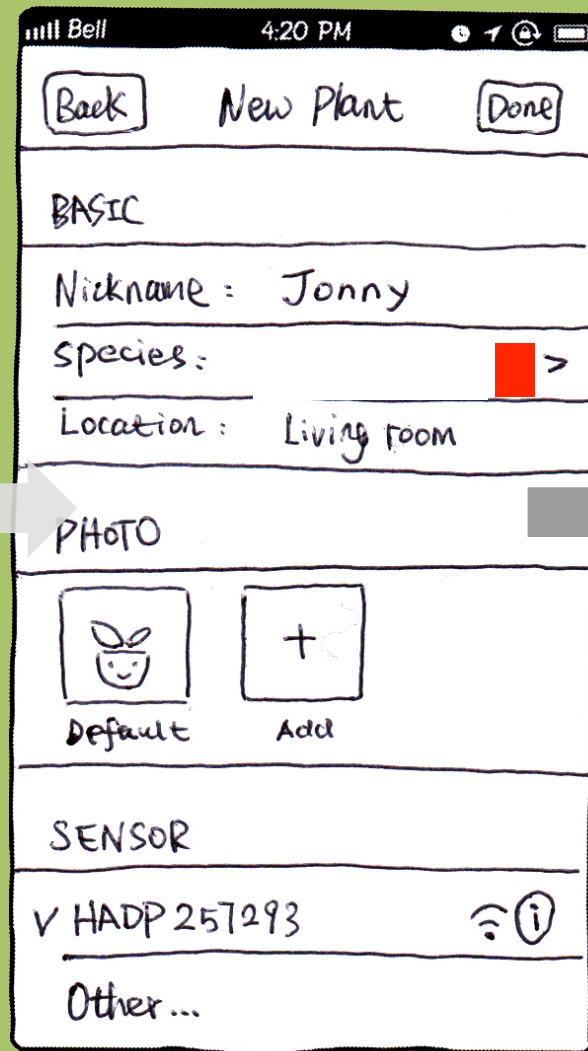 Bell 4:20 PM
Back New Plant Done
BASIC
Nickname: Jonny
Species: >
Location: Living room
PHOTO
+
Default Add
SENSOR
V HADP 257293 i
Other...